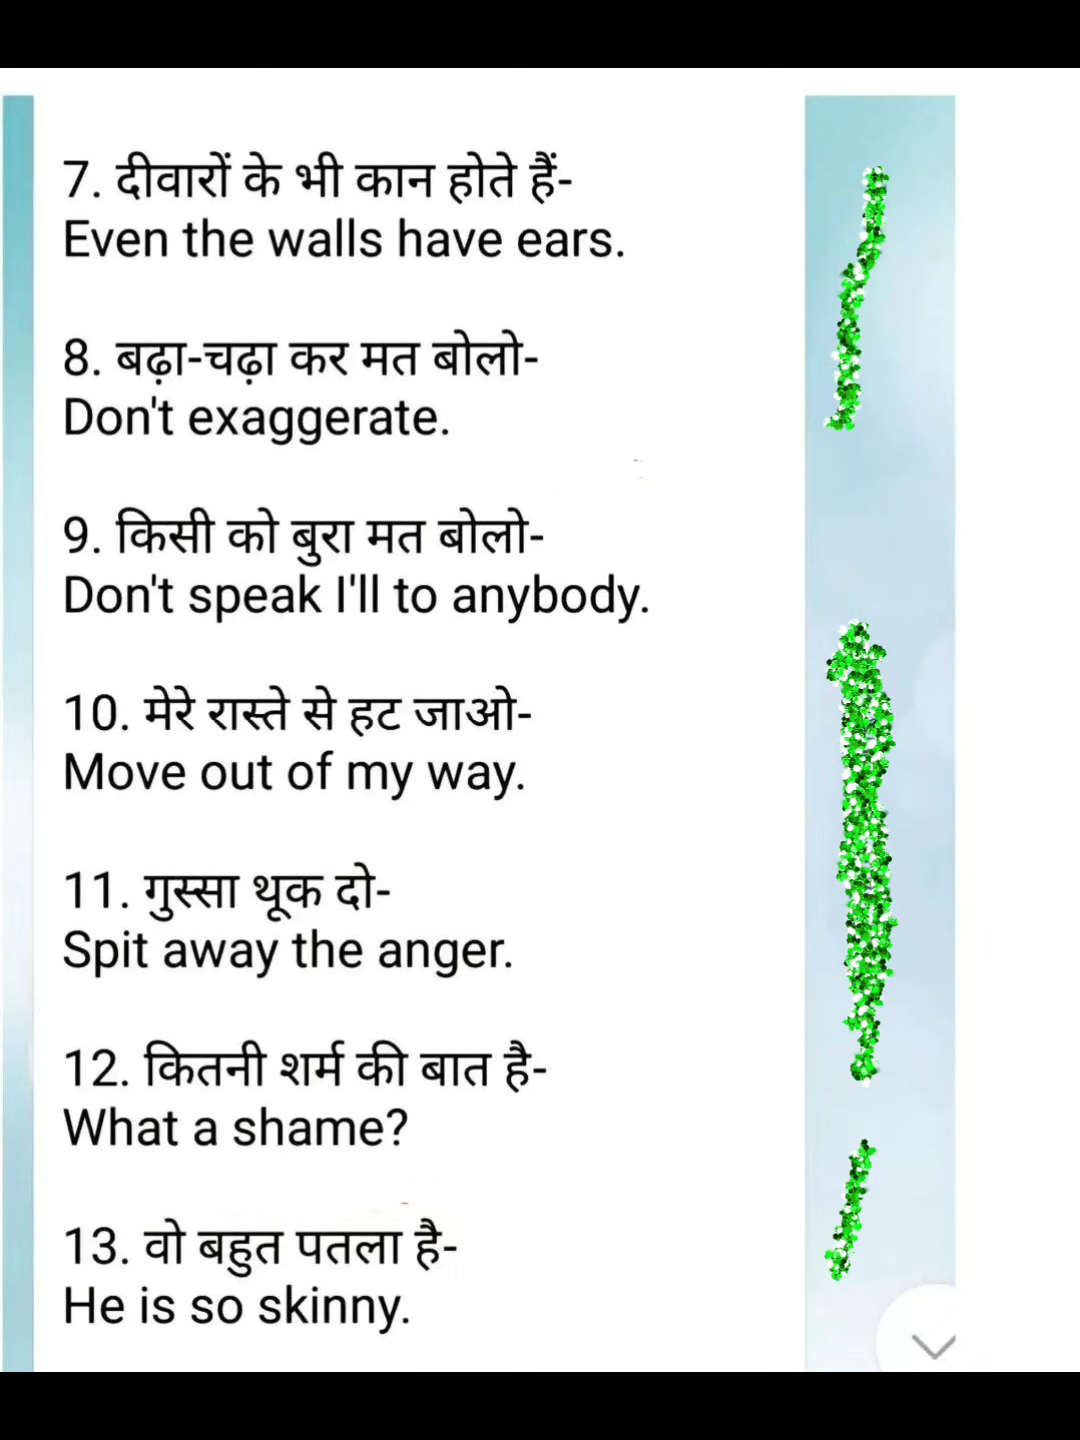 7. दीवारों के भी कान होते हैं-
Even the walls have ears.
8. बढ़ा-चढ़ा कर मत बोलो-
Don't exaggerate.
9. किसी को बुरा मत बोलो-
Don't speak I'll to anybody.
10. मेरे रास्ते से हट जाओ-
Move out of my way.
11. गुस्सा थूक दो-
Spit away the anger.
12. कितनी शर्म की बात है-
What a shame?
13. वो बहुत पतला है-
He is so skinny.